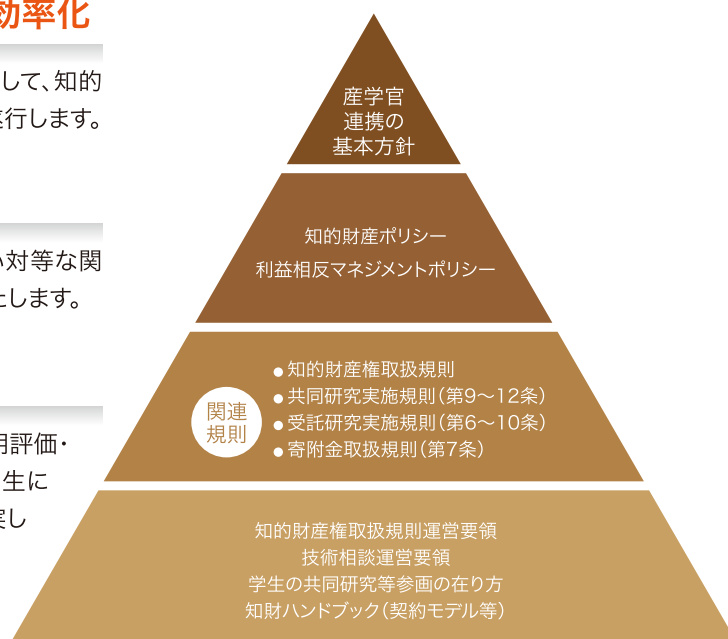 効率化
して、知的
遂行します。
い対等な関
たします。
用評価・
生に
実し
産学官
連携の
基本方針
知的財産ポリシー
利益相反マネジメントポリシー
関連
規則
●知的財産権取扱規則
●共同研究実施規則（第9〜12条）
●受託研究実施規則（第6〜10条）
●寄附金取扱規則（第7条）
知的財産権取扱規則運営要領
技術相談運営要領
学生の共同研究等参画の在り方
知財ハンドブック（契約モデル等）